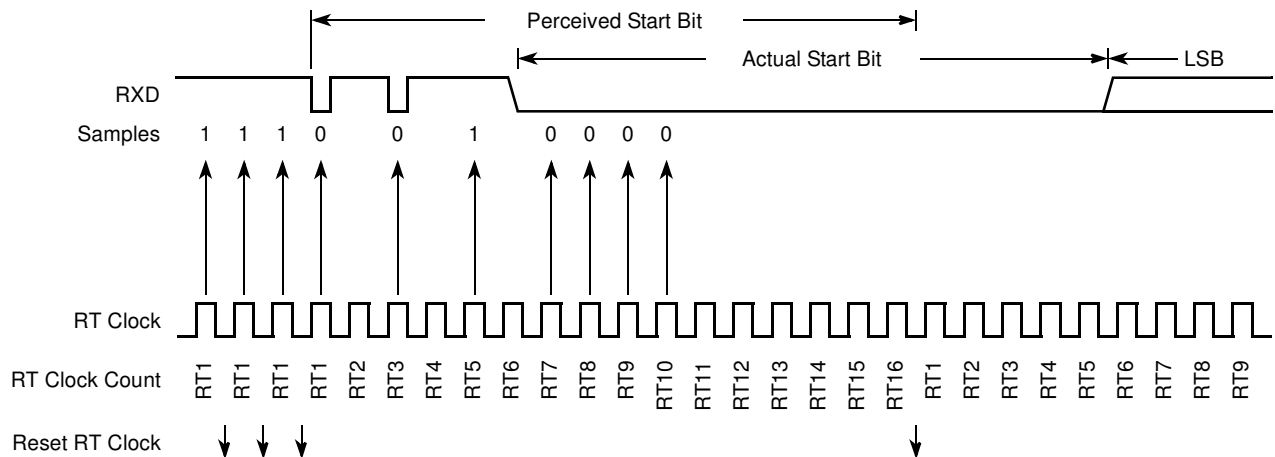 Perceived Start Bit
Actual Start Bit LSB
RXD
Samples 1 1 1 0 0 1 0 0 0 0
RT Clock
RT Clock Count RT1 RT1 RT1 RT1 RT2 RT3 RT4 RT5 RT6 RT7 RT8 RT9 RT10 RT11 RT12 RT13 RT14 RT15 RT16 RT1 RT2 RT3 RT4 RT5 RT6 RT7 RT8 RT9
Reset RT Clock